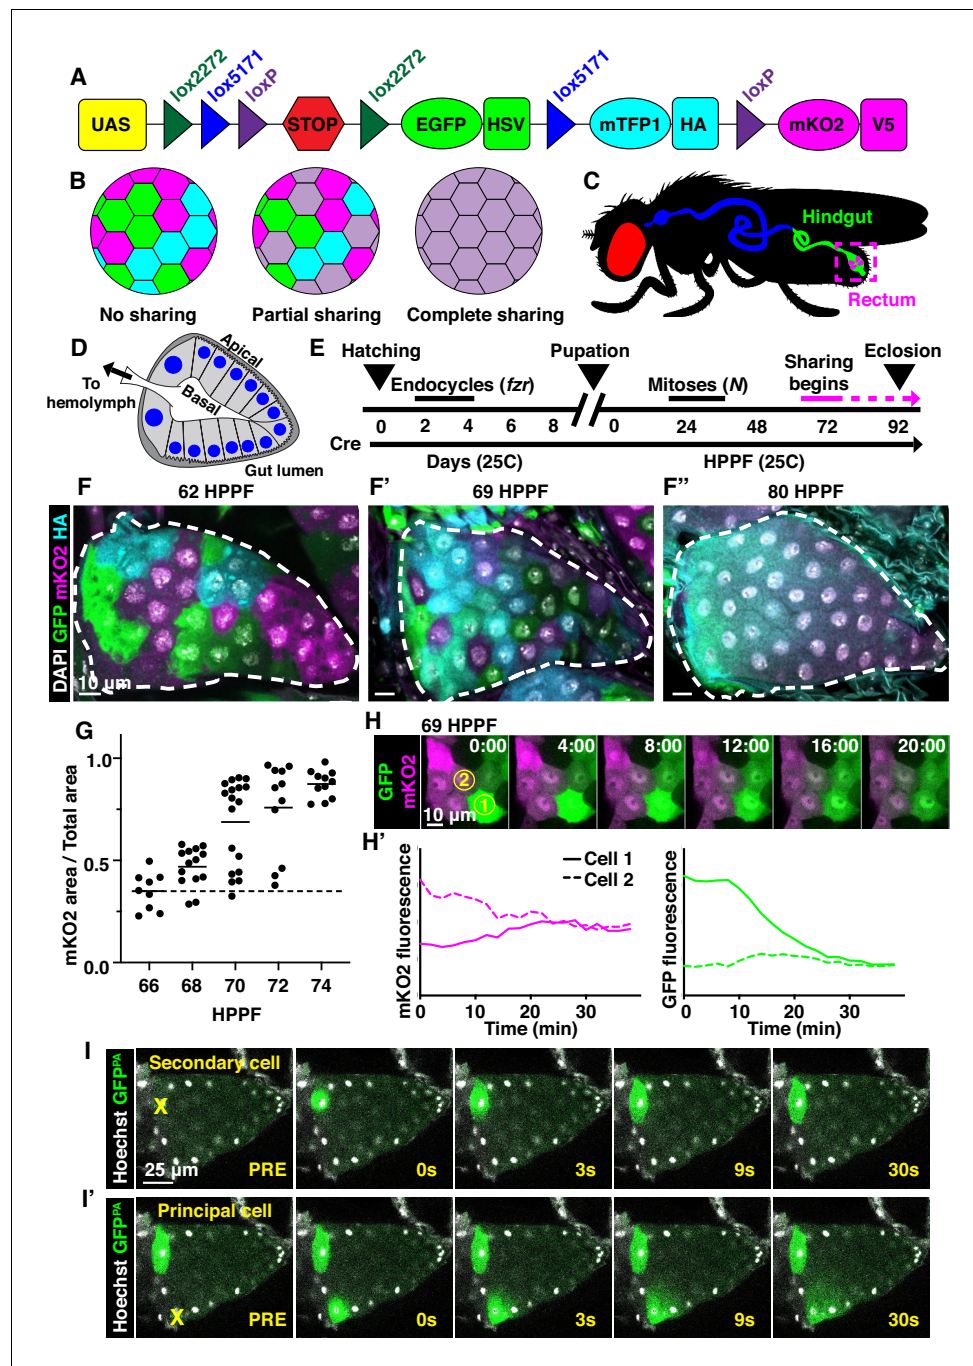 A
lox2272
lox5171
loxP
lox2272
lox5171
loxP
UAS
STOP
EGFP
HSV
mTFP1
HA
mKO2
V5
B
No sharing
Partial sharing
Complete sharing
C
Hindgut
Rectum
D
Apical
Basal
To
hemolymph
Gut lumen
E
Hatching
Pupation
Sharing
begins
Eclosion
Endocycles (fzr)
Mitoses (N)
0 2 4 6 8 0 24 48 72 92
Cre
Days (25C)
HPPF (25C)
F
62 HPPF
F'
69 HPPF
F''
80 HPPF
DAPI GFP mKO2 HA
10 µm
G
mKO2 area / Total area
1.0
0.5
0.0
66 68 70 72 74
HPPF
H
69 HPPF
GFP
mKO2
0:00
4:00
8:00
12:00
16:00
20:00
2
1
10 µm
H'
mKO2 fluorescence
Cell 1
Cell 2
0 10 20 30
Time (min)
GFP fluorescence
0 10 20 30
Time (min)
I
Hoechst GFPPA
Secondary cell
X
25 µm
PRE
0s
3s
9s
30s
I'
Hoechst GFPPA
Principal cell
X
PRE
0s
3s
9s
30s